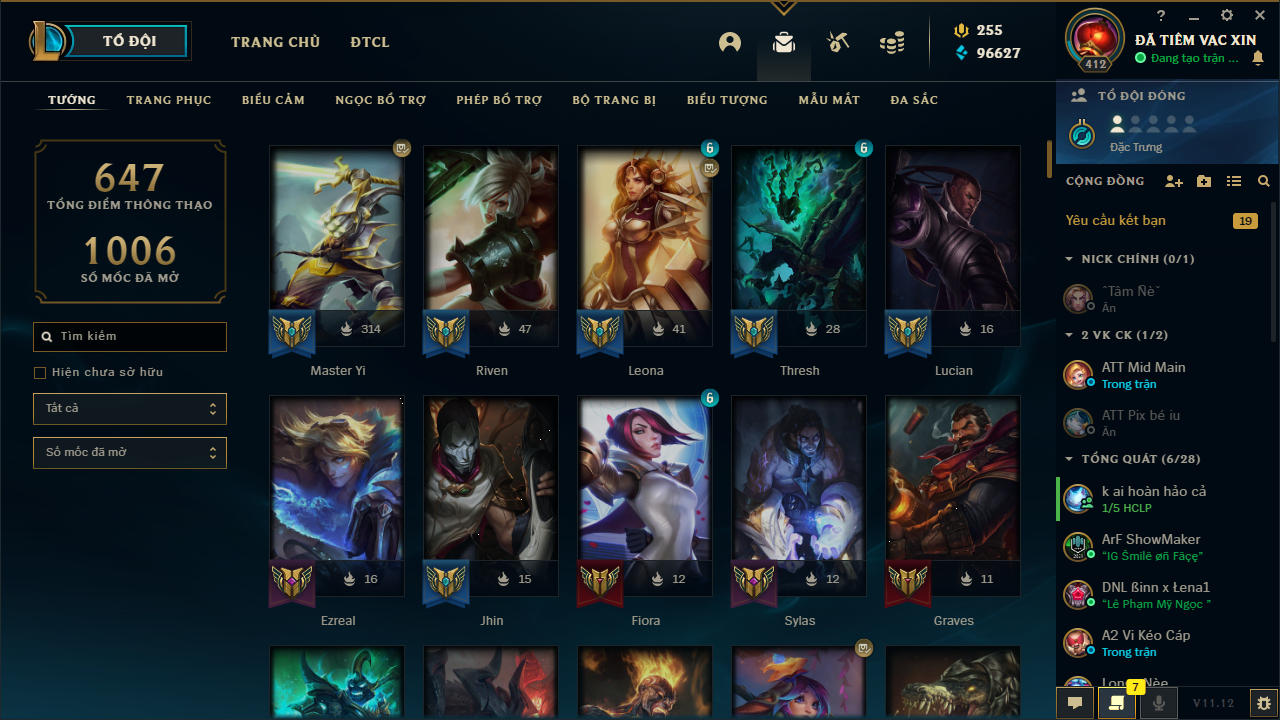 TỔ ĐỘI
TRANG CHỦ
ĐTCL
255
96627
?
ĐÃ TIÊM VAC XIN
Đang tạo trận ...
412
TƯỚNG
TRANG PHỤC
BIỂU CẢM
NGỌC BỔ TRỢ
PHÉP BỔ TRỢ
BỘ TRANG BỊ
BIỂU TƯỢNG
MẪU MẮT
ĐA SẮC
647
TỔNG ĐIỂM THÔNG THẠO
1006
SỐ MỐC ĐÃ MỞ
Tìm kiếm
Hiện chưa sở hữu
Tất cả
Số mốc đã mở
314
Master Yi
47
Riven
6
41
Leona
6
28
Thresh
16
Lucian
16
Ezreal
15
Jhin
6
12
Fiora
12
Sylas
11
Graves
TỔ ĐỘI ĐÓNG
Đặc Trưng
CỘNG ĐỒNG
Yêu cầu kết bạn
19
NICK CHÍNH (0/1)
ˆTâm Ñèˇ
Ẩn
2 VK CK (1/2)
ATT Mid Main
Trong trận
ATT Pix bé iu
Ẩn
TỔNG QUÁT (6/28)
k ai hoàn hảo cả
1/5 HCLP
ArF ShowMaker
“IG Šmilë øñ Fãçę”
DNL ßinn x Łena1
“Lê Phạm Mỹ Ngọc ”
A2 Vi Kéo Cáp
Trong trận
7
V11.12